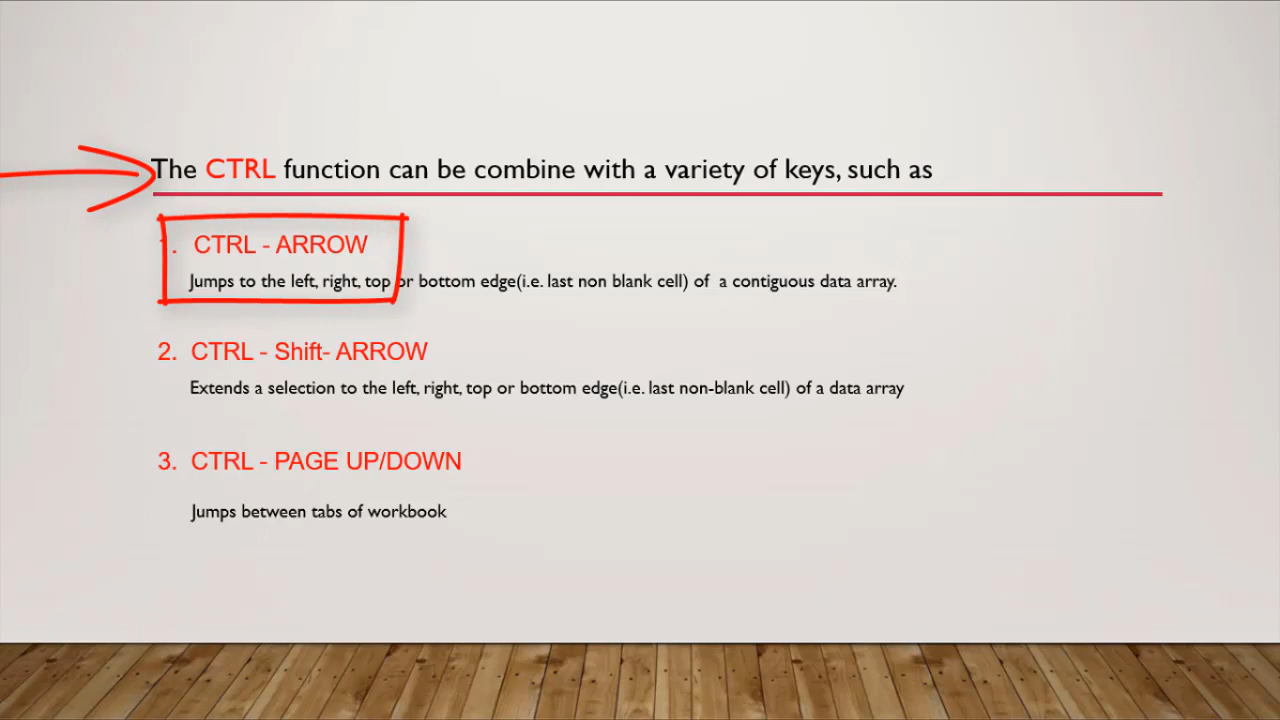 The CTRL function can be combine with a variety of keys, such as
1. CTRL - ARROW
Jumps to the left, right, top or bottom edge(i.e. last non blank cell) of a contiguous data array.
2. CTRL - Shift- ARROW
Extends a selection to the left, right, top or bottom edge(i.e. last non-blank cell) of a data array
3. CTRL - PAGE UP/DOWN
Jumps between tabs of workbook